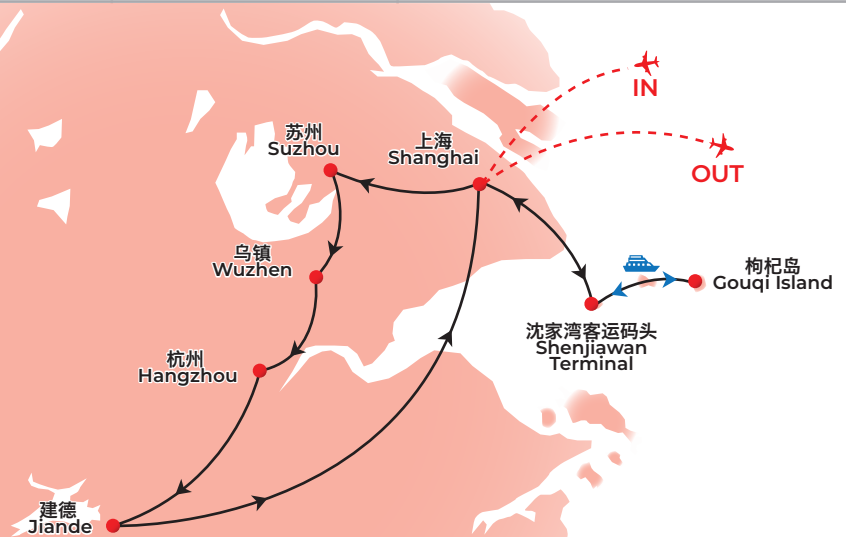 IN
OUT
苏州
Suzhou
上海
Shanghai
乌镇
Wuzhen
枸杞岛
Gouqi Island
沈家湾客运码头
Shenjiawan
Terminal
杭州
Hangzhou
建德
Jiande